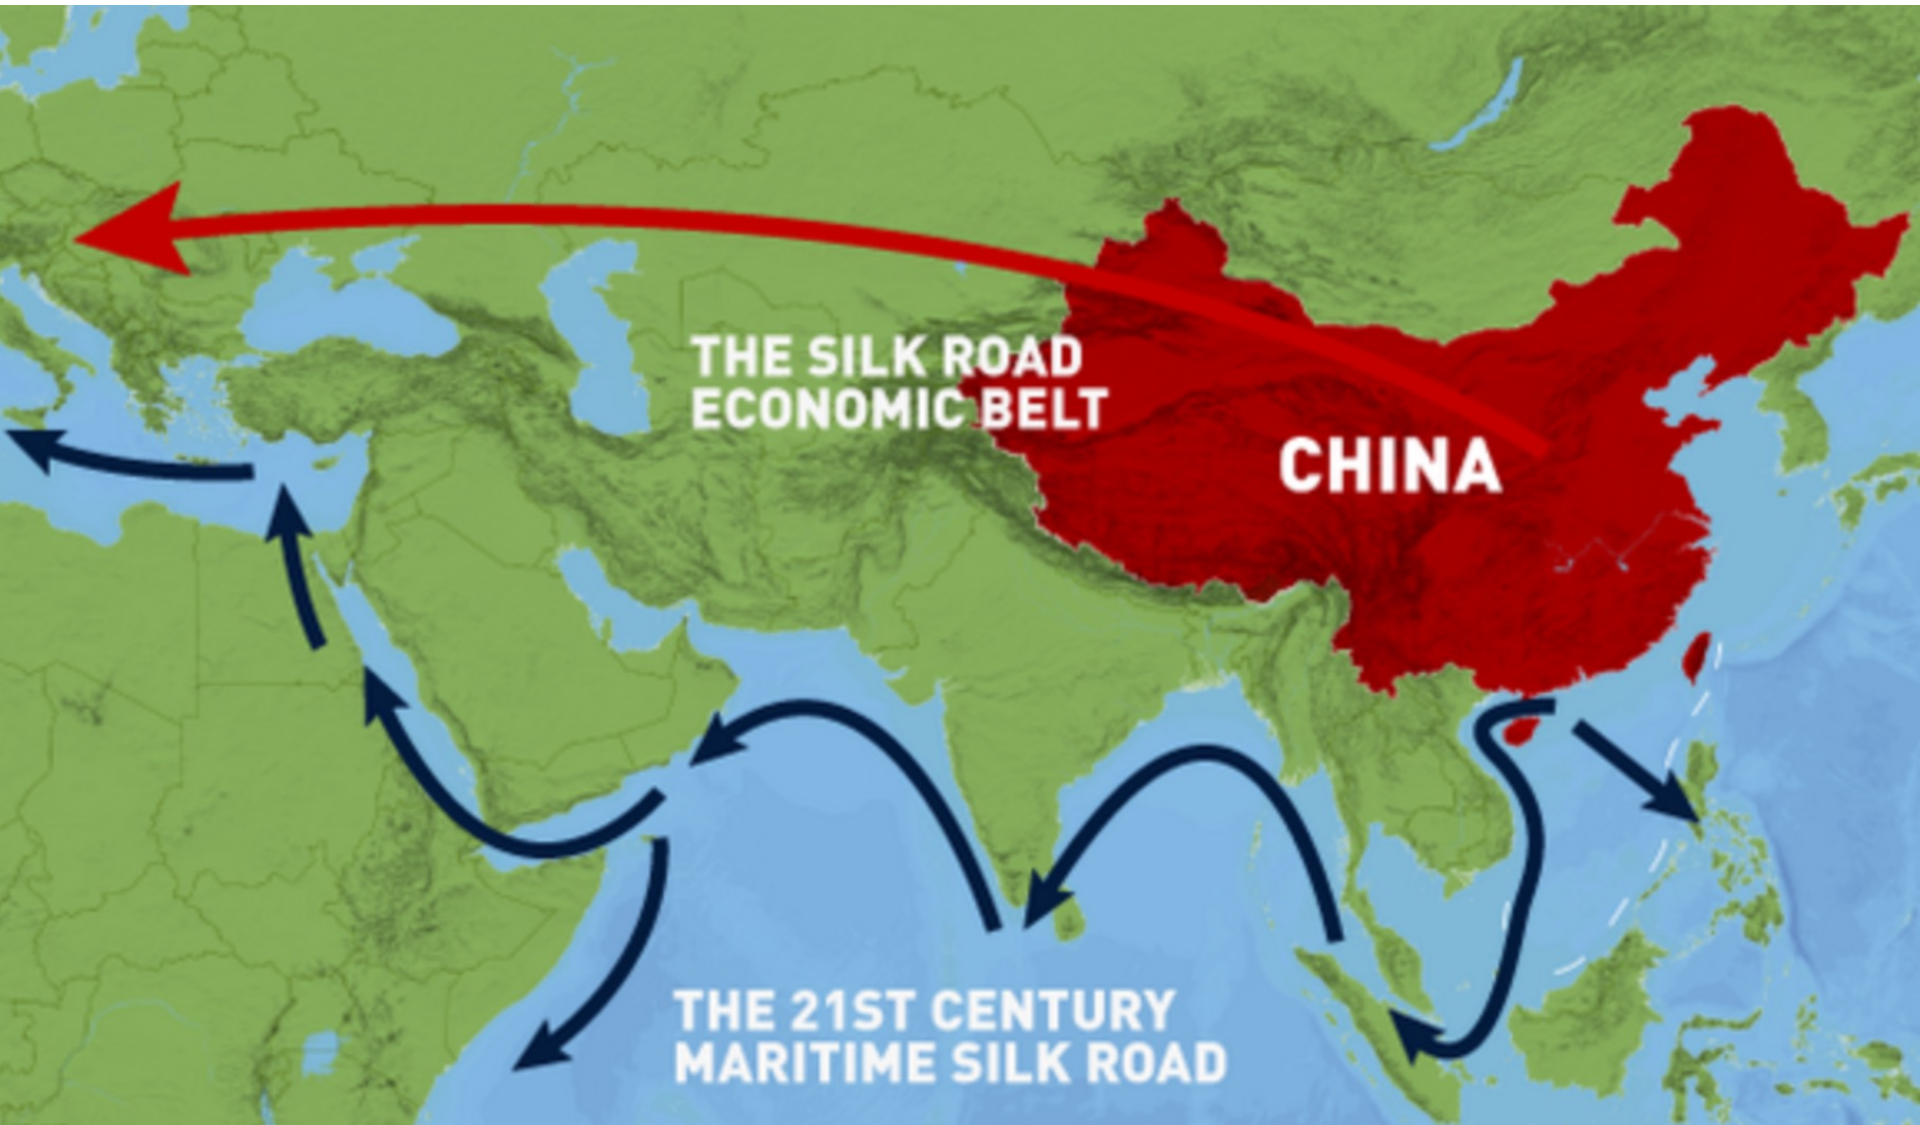 THE SILK ROAD
ECONOMIC BELT
CHINA
THE 21ST CENTURY
MARITIME SILK ROAD